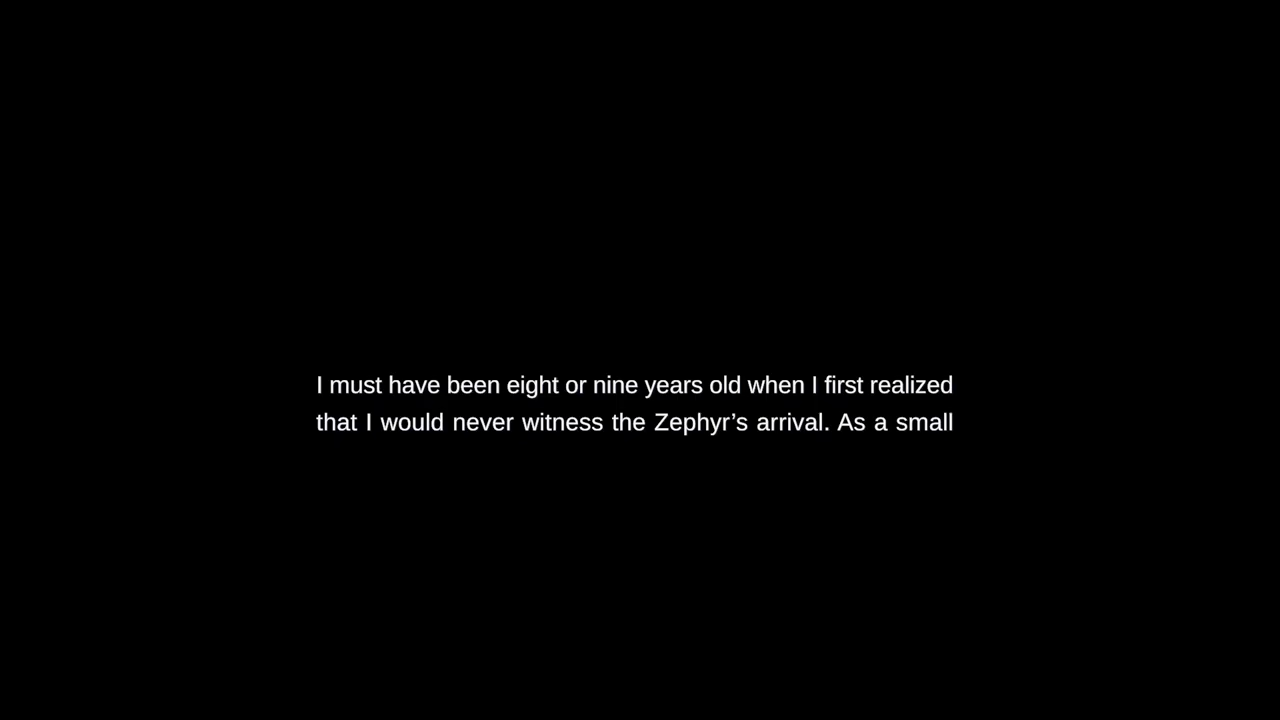 I must have been eight or nine years old when I first realized
that I would never witness the Zephyr’s arrival. As a small